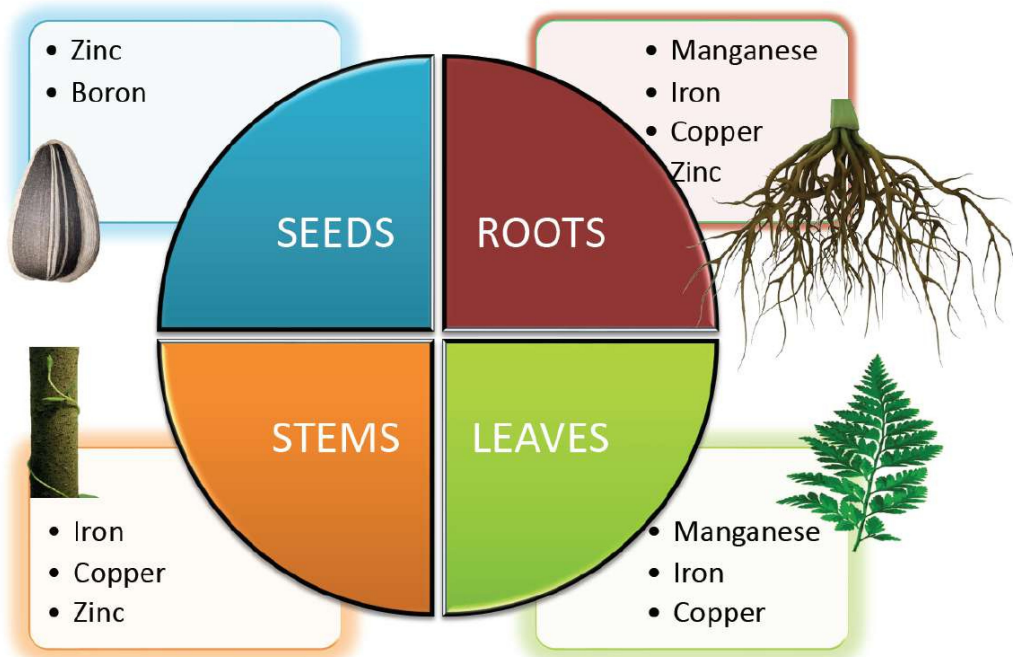 • Zinc
• Boron
• Manganese
• Iron
• Copper
Zinc
SEEDS
ROOTS
STEMS
LEAVES
• Iron
• Copper
• Zinc
• Manganese
• Iron
• Copper